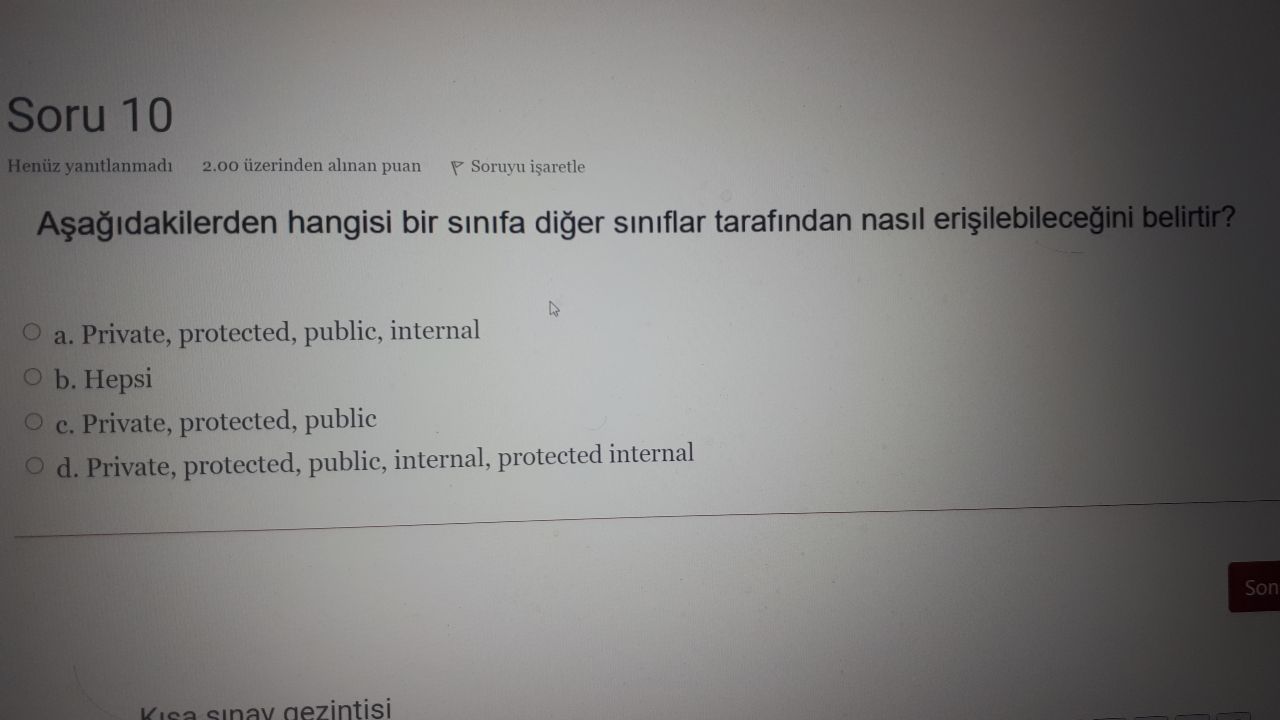 Soru 10
Henüz yanıtlanmadı 2.00 üzerinden alınan puan Soruyu işaretle
Aşağıdakilerden hangisi bir sınıfa diğer sınıflar tarafından nasıl erişilebileceğini belirtir?
a. Private, protected, public, internal
b. Hepsi
c. Private, protected, public
d. Private, protected, public, internal, protected internal
Son
Kısa sınav gezintisi